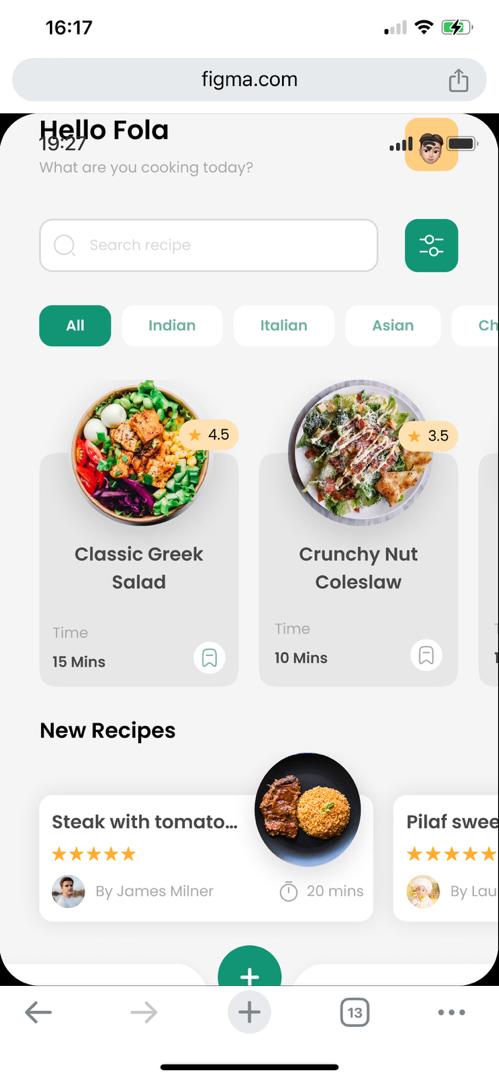 16:17
figma.com
Hello Fola
19:27
What are you cooking today?
Search recipe
All
Indian
Italian
Asian
Ch
4.5
3.5
Classic Greek
Salad
Crunchy Nut
Coleslaw
Time
15 Mins
Time
10 Mins
New Recipes
Steak with tomato...
By James Milner
20 mins
Pilaf swee
By Lau
13